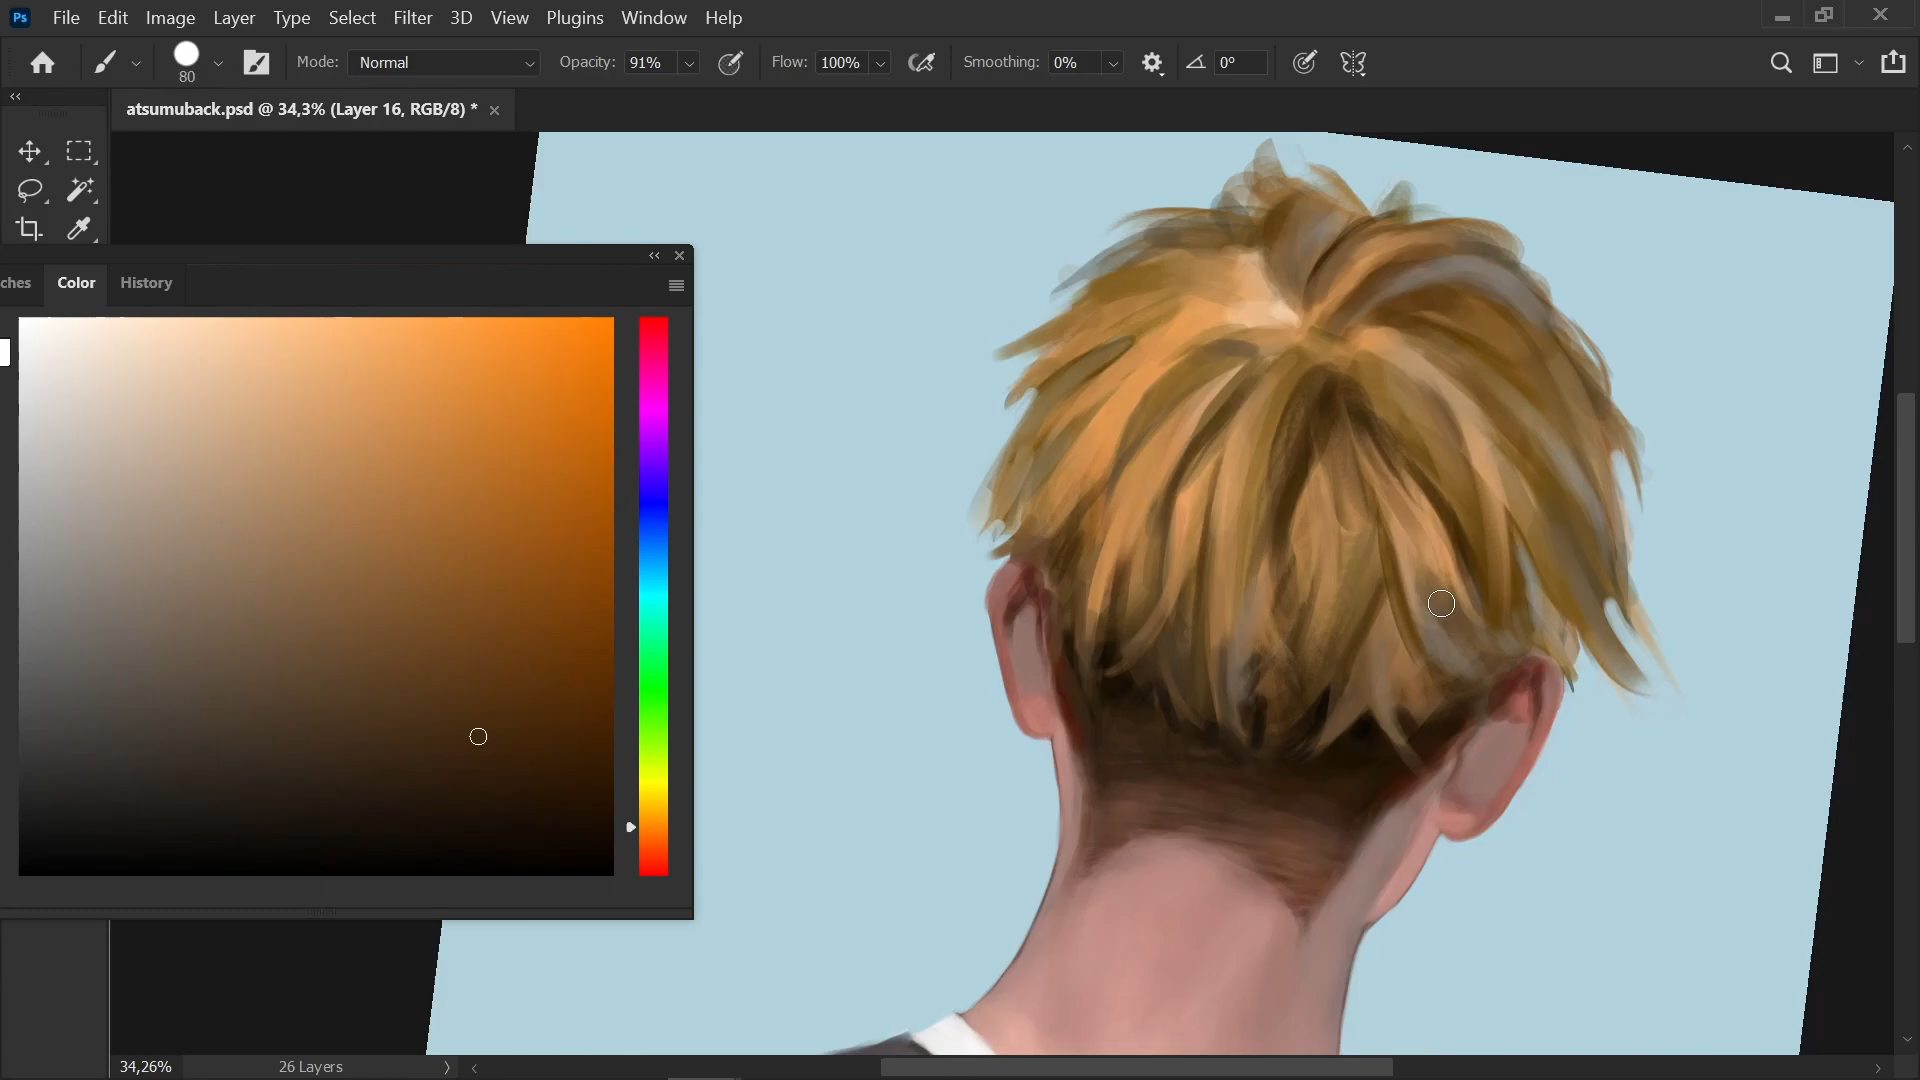 Ps File Edit Image Layer Type Select Filter 3D View Plugins Window Help
80 Mode: Normal Opacity: 91% Flow: 100% Smoothing: 0% 0°
atsumuback.psd @ 34,3% (Layer 16, RGB/8) *
ches Color History
34,26% 26 Layers